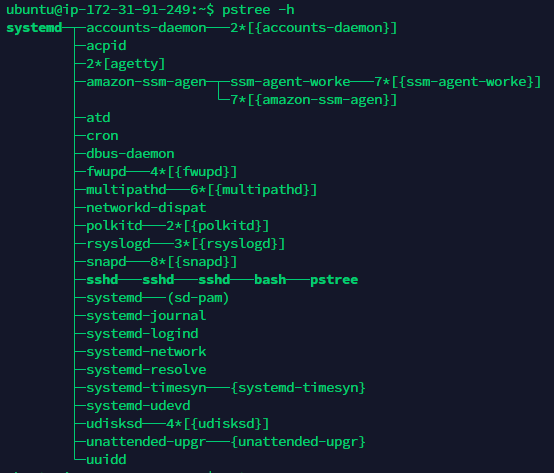 ubuntu@ip-172-31-91-249:~$ pstree -h
systemd─┬─accounts-daemon───2*[{accounts-daemon}]
        ├─acpid
        ├─2*[agetty]
        ├─amazon-ssm-agen─┬─ssm-agent-worke───7*[{ssm-agent-worke}]
        │                 └─7*[{amazon-ssm-agen}]
        ├─atd
        ├─cron
        ├─dbus-daemon
        ├─fwupd───4*[{fwupd}]
        ├─multipathd───6*[{multipathd}]
        ├─networkd-dispat
        ├─polkitd───2*[{polkitd}]
        ├─rsyslogd───3*[{rsyslogd}]
        ├─snapd───8*[{snapd}]
        ├─sshd───sshd───sshd───bash───pstree
        ├─systemd───(sd-pam)
        ├─systemd-journal
        ├─systemd-logind
        ├─systemd-network
        ├─systemd-resolve
        ├─systemd-timesyn───{systemd-timesyn}
        ├─systemd-udevd
        ├─udisksd───4*[{udisksd}]
        ├─unattended-upgr───{unattended-upgr}
        └─uuidd